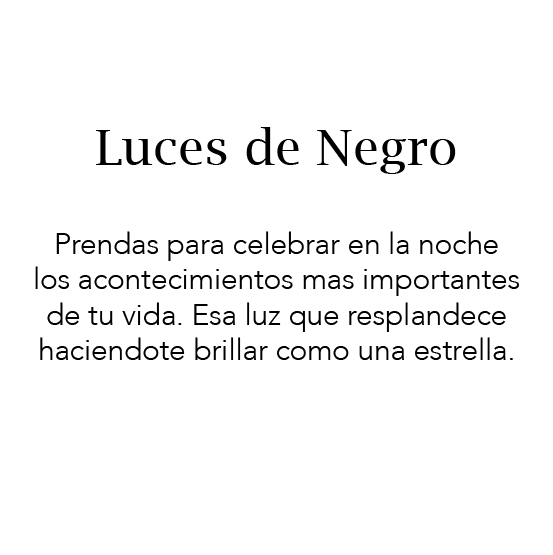 Luces de Negro
Prendas para celebrar en la noche
los acontecimientos mas importantes
de tu vida. Esa luz que resplandece
haciendote brillar como una estrella.